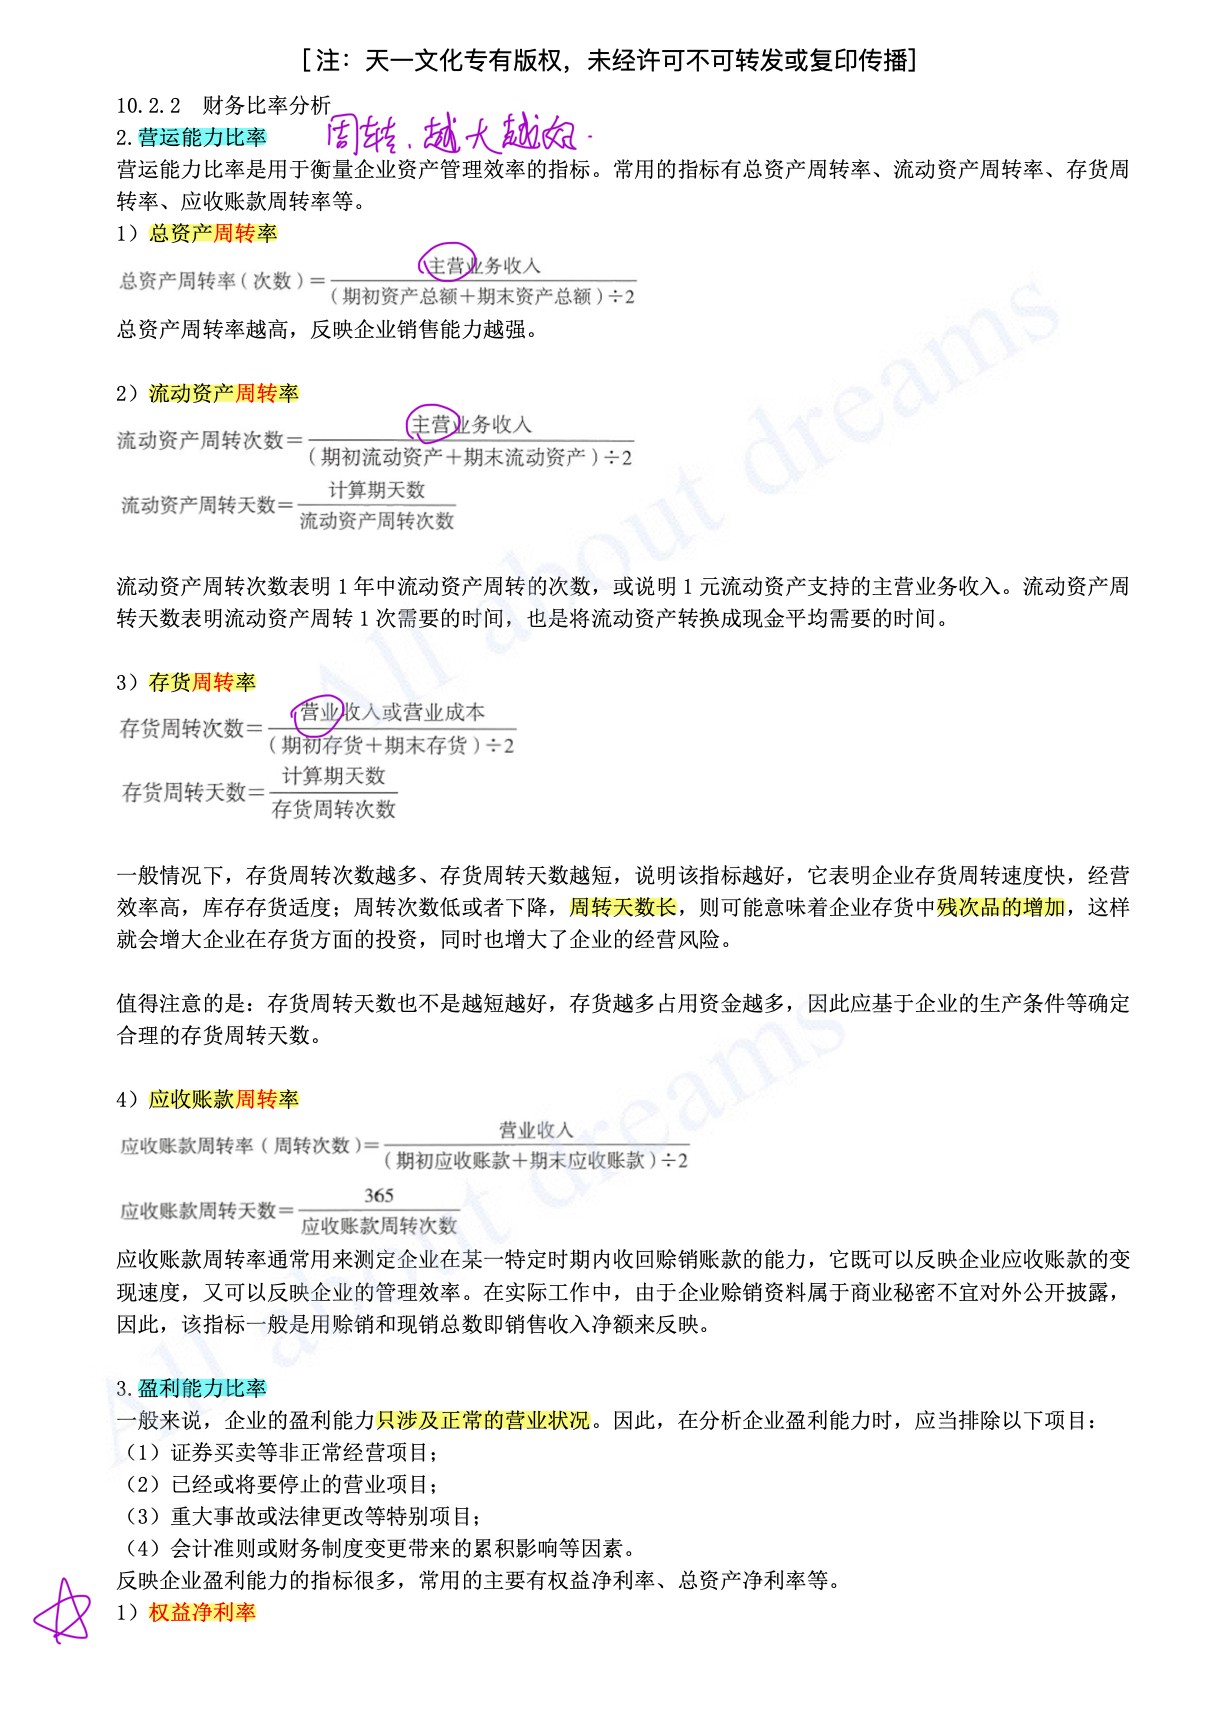 [注：天一文化专有版权，未经许可不可转发或复印传播]
10.2.2 财务比率分析
2.营运能力比率
周转、越大越好.
营运能力比率是用于衡量企业资产管理效率的指标。常用的指标有总资产周转率、流动资产周转率、存货周
转率、应收账款周转率等。
1）总资产周转率
主营业务收入
总资产周转率（次数）=
（期初资产总额+期末资产总额）÷2
总资产周转率越高，反映企业销售能力越强。
2）流动资产周转率
主营业务收入
流动资产周转次数=
（期初流动资产+期末流动资产）÷2
计算期天数
流动资产周转天数=
流动资产周转次数
流动资产周转次数表明1年中流动资产周转的次数，或说明1元流动资产支持的主营业务收入。流动资产周
转天数表明流动资产周转1次需要的时间，也是将流动资产转换成现金平均需要的时间。
3）存货周转率
营业收入或营业成本
存货周转次数=
（期初存货+期末存货）÷2
计算期天数
存货周转天数=
存货周转次数
一般情况下，存货周转次数越多、存货周转天数越短，说明该指标越好，它表明企业存货周转速度快，经营
效率高，库存存货适度；周转次数低或者下降，周转天数长，则可能意味着企业存货中残次品的增加，这样
就会增大企业在存货方面的投资，同时也增大了企业的经营风险。
值得注意的是：存货周转天数也不是越短越好，存货越多占用资金越多，因此应基于企业的生产条件等确定
合理的存货周转天数。
4）应收账款周转率
营业收入
应收账款周转率（周转次数）=
（期初应收账款+期末应收账款）÷2
365
应收账款周转天数=
应收账款周转次数
应收账款周转率通常用来测定企业在某一特定时期内收回赊销账款的能力，它既可以反映企业应收账款的变
现速度，又可以反映企业的管理效率。在实际工作中，由于企业赊销资料属于商业秘密不宜对外公开披露，
因此，该指标一般是用赊销和现销总数即销售收入净额来反映。
3.盈利能力比率
一般来说，企业的盈利能力只涉及正常的营业状况。因此，在分析企业盈利能力时，应当排除以下项目：
（1）证券买卖等非正常经营项目；
（2）已经或将要停止的营业项目；
（3）重大事故或法律更改等特别项目；
（4）会计准则或财务制度变更带来的累积影响等因素。
反映企业盈利能力的指标很多，常用的主要有权益净利率、总资产净利率等。
1）权益净利率
All about dreams
All about dreams